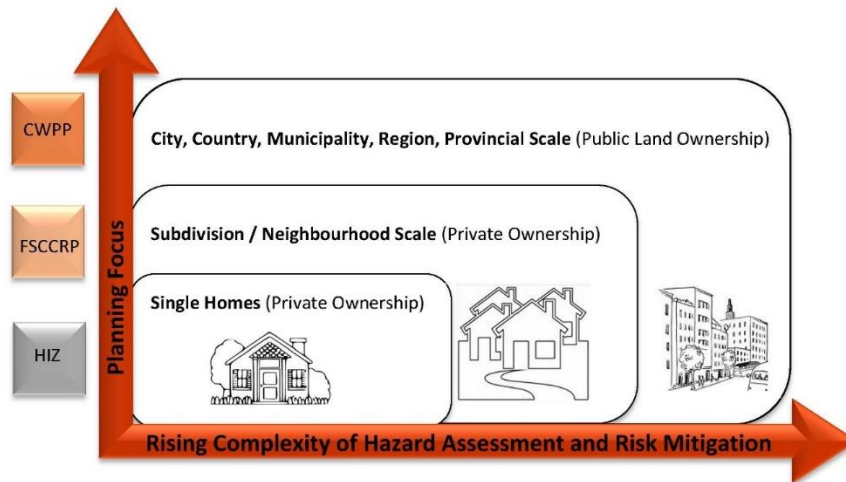 CWPP
City, Country, Municipality, Region, Provincial Scale (Public Land Ownership)
FSCCRP
Subdivision / Neighbourhood Scale (Private Ownership)
Planning Focus
Single Homes (Private Ownership)
HIZ
Rising Complexity of Hazard Assessment and Risk Mitigation